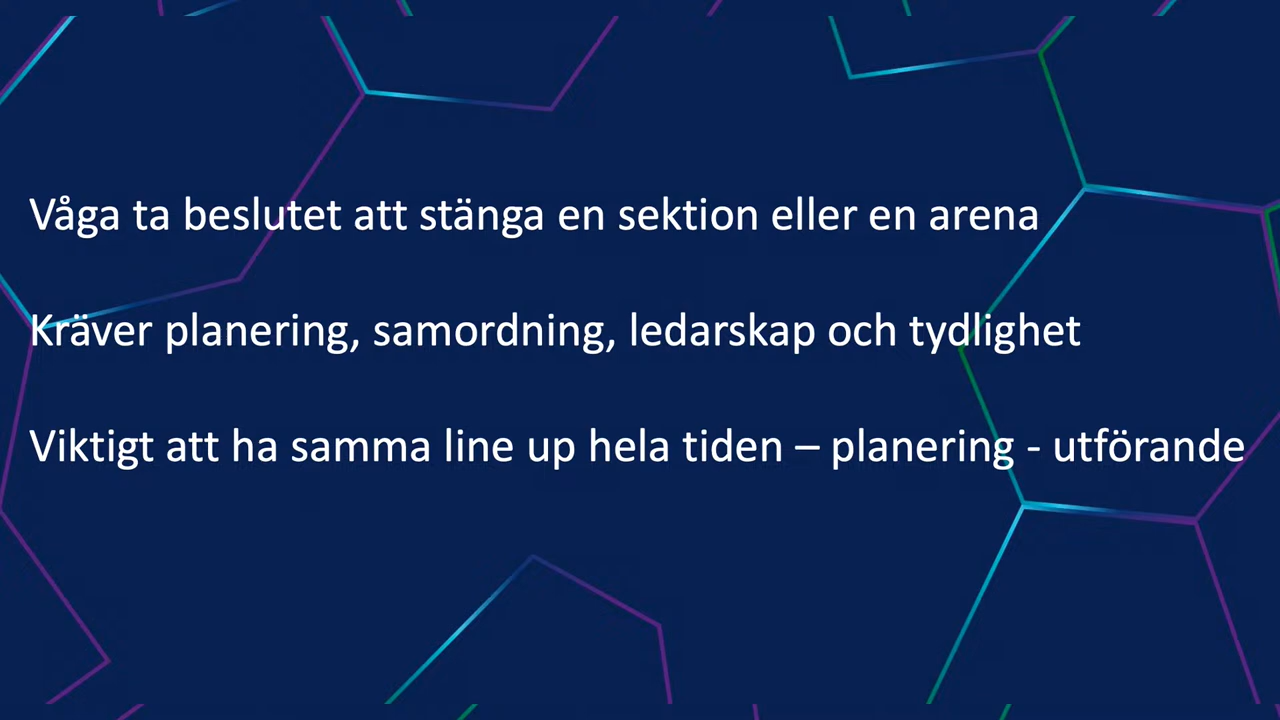 Våga ta beslutet att stänga en sektion eller en arena
Kräver planering, samordning, ledarskap och tydlighet
Viktigt att ha samma line up hela tiden – planering - utförande